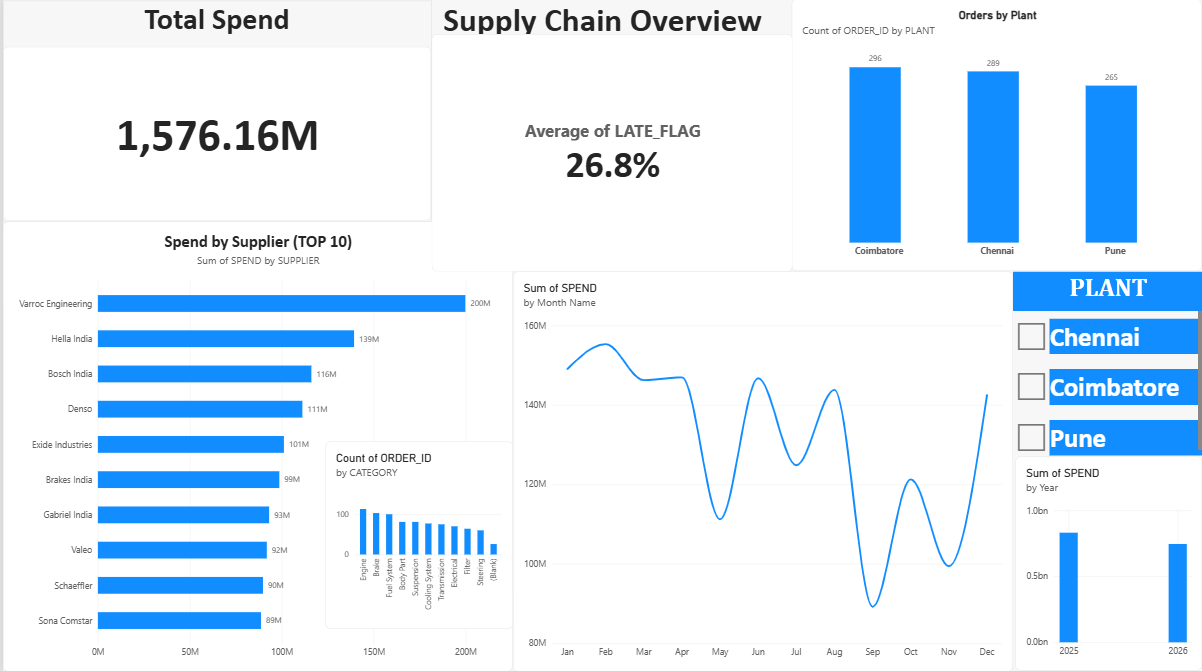 Total Spend
1,576.16M
Supply Chain Overview
Average of LATE_FLAG
26.8%
Orders by Plant
Count of ORDER_ID by PLANT
296
289
265
Coimbatore
Chennai
Pune
Spend by Supplier (TOP 10)
Sum of SPEND by SUPPLIER
Varroc Engineering
200M
Hella India
139M
Bosch India
116M
Denso
111M
Exide Industries
101M
Brakes India
99M
Gabriel India
93M
Valeo
92M
Schaeffler
90M
Sona Comstar
89M
0M
50M
100M
150M
200M
Count of ORDER_ID
by CATEGORY
100
0
Engine
Brake
Fuel System
Body Part
Suspension
Cooling System
Transmission
Electrical
Filter
Steering
(Blank)
Sum of SPEND
by Month Name
160M
140M
120M
100M
80M
Jan
Feb
Mar
Apr
May
Jun
Jul
Aug
Sep
Oct
Nov
Dec
PLANT
Chennai
Coimbatore
Pune
Sum of SPEND
by Year
1.0bn
0.5bn
0.0bn
2025
2026